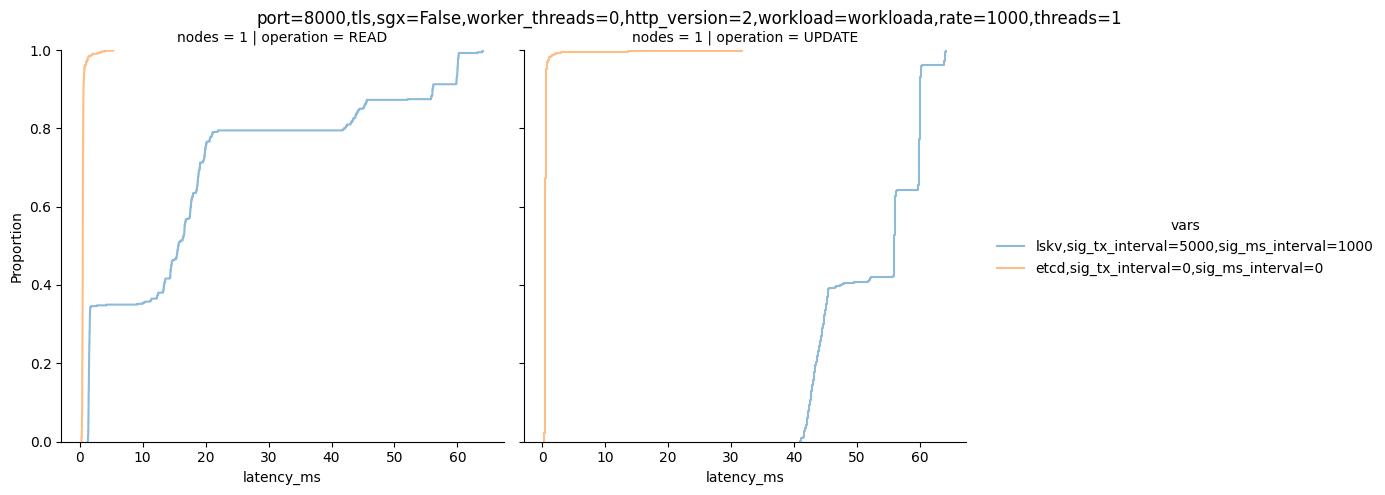 port=8000,tls,sgx=False,worker_threads=0,http_version=2,workload=workloada,rate=1000,threads=1
nodes = 1 | operation = READ
nodes = 1 | operation = UPDATE
1.0
0.8
0.6
0.4
0.2
0.0
Proportion
0 10 20 30 40 50 60
latency_ms
0 10 20 30 40 50 60
latency_ms
vars
lskv,sig_tx_interval=5000,sig_ms_interval=1000
etcd,sig_tx_interval=0,sig_ms_interval=0